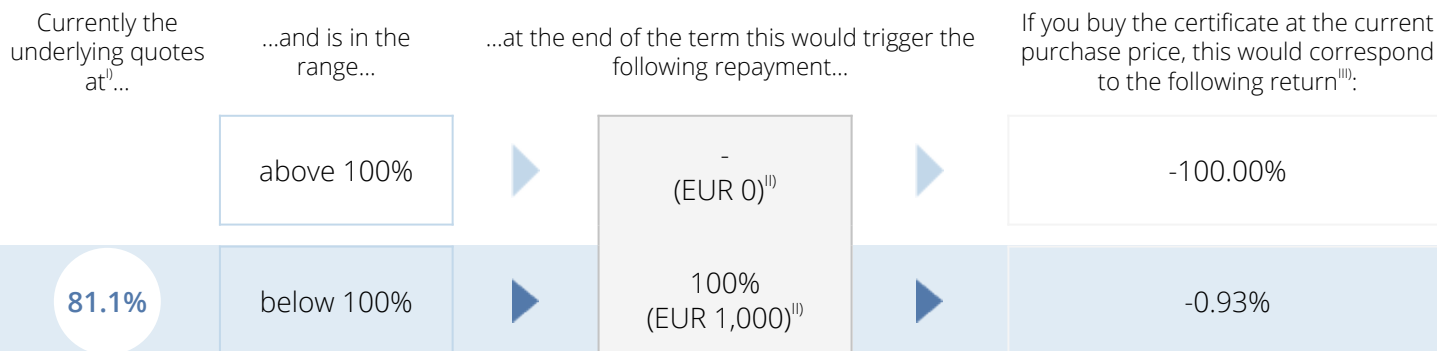 Currently the
underlying quotes
at I)...
...and is in the
range...
...at the end of the term this would trigger the
following repayment...
If you buy the certificate at the current
purchase price, this would correspond
to the following return III):
above 100%
-
(EUR 0) II)
-100.00%
81.1%
below 100%
100%
(EUR 1,000) II)
-0.93%